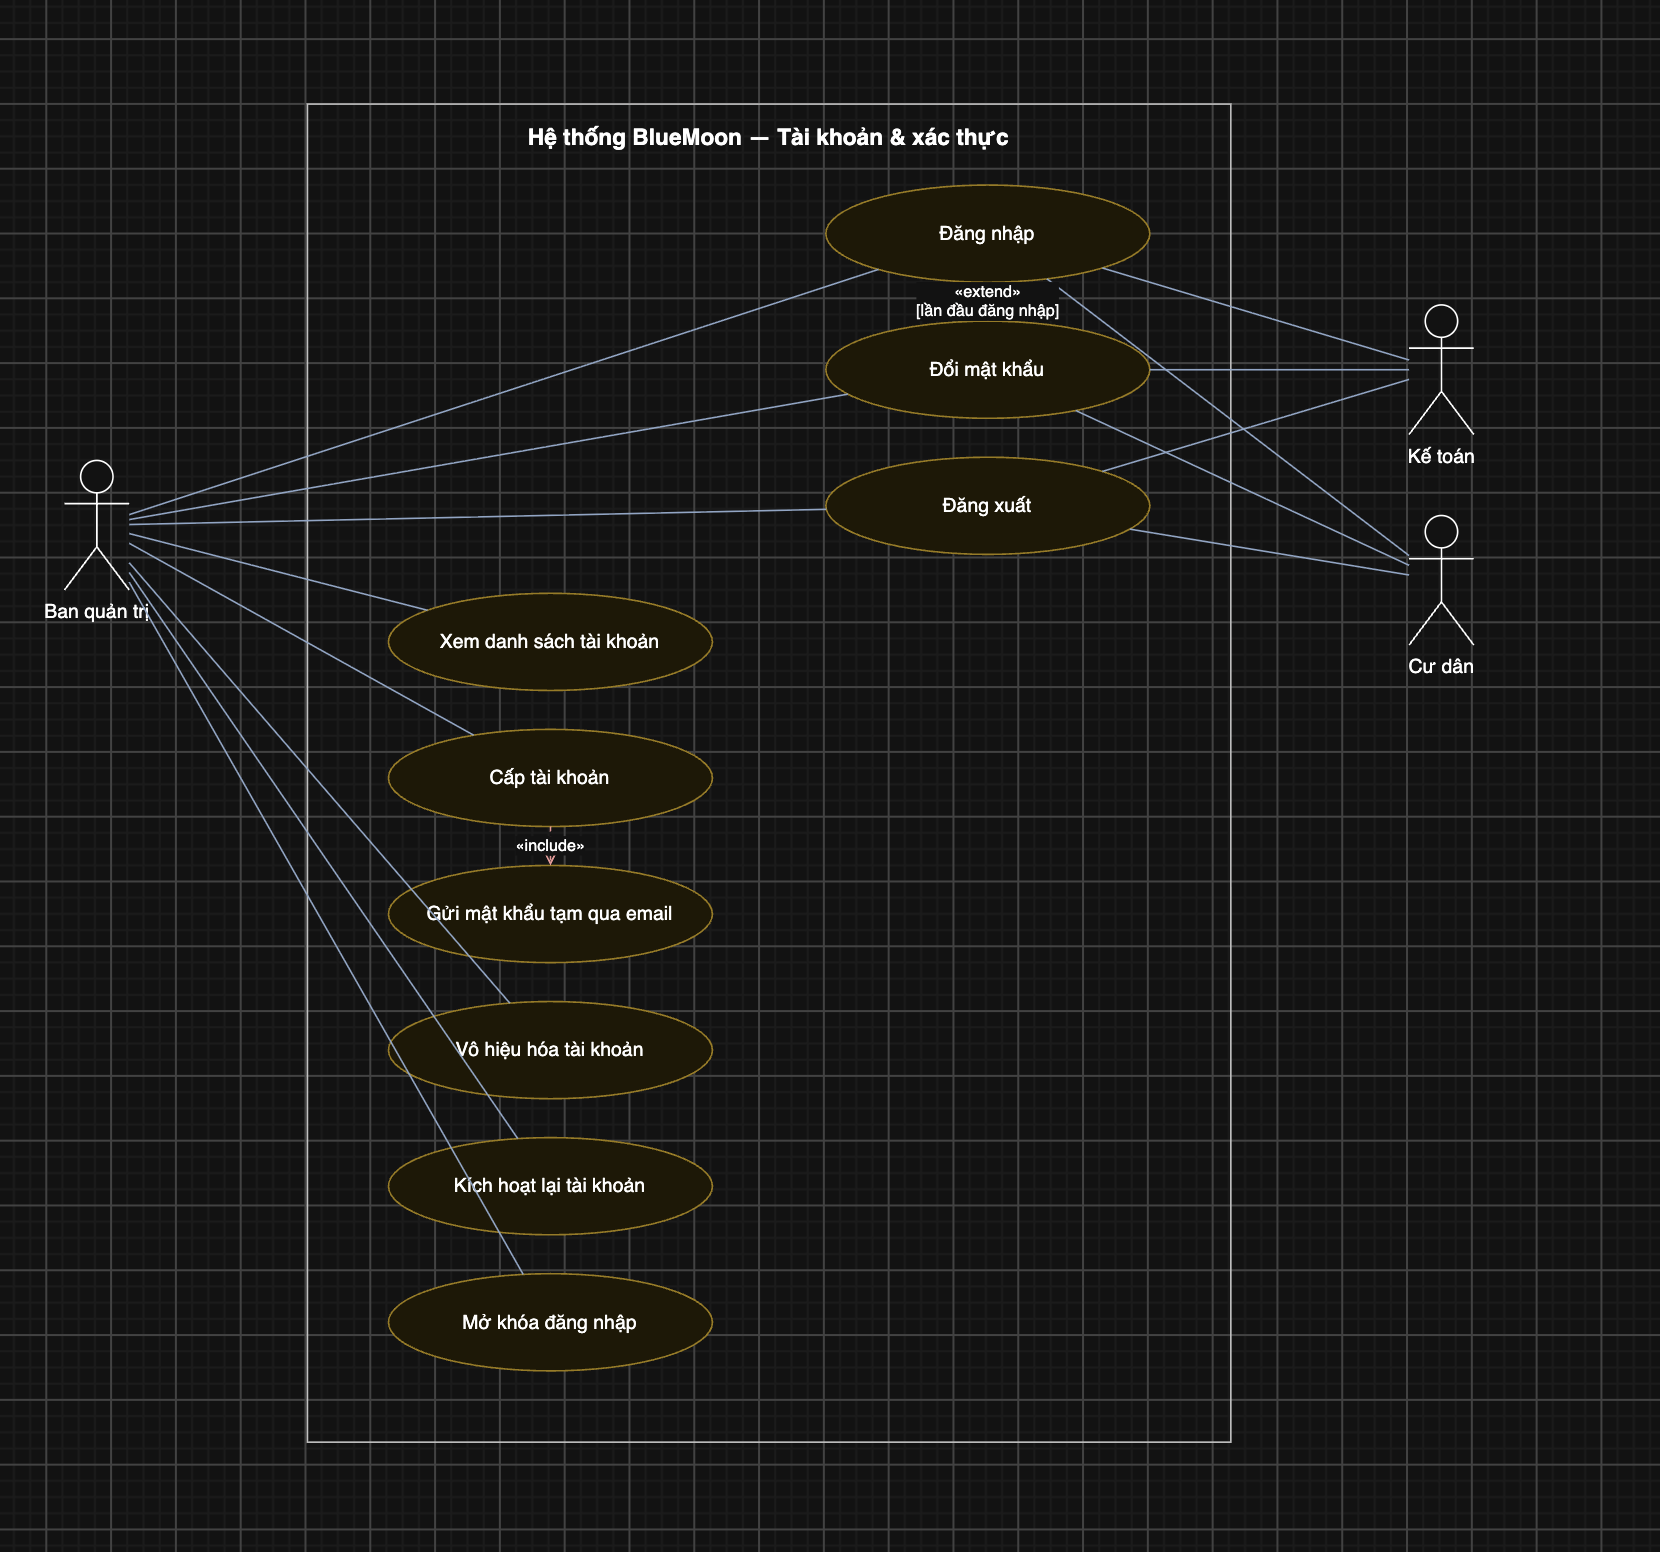 Hệ thống BlueMoon — Tài khoản & xác thực
Đăng nhập
«extend»
[lần đầu đăng nhập]
Đổi mật khẩu
Kế toán
Đăng xuất
Ban quản trị
Xem danh sách tài khoản
Cư dân
Cấp tài khoản
«include»
Gửi mật khẩu tạm qua email
Vô hiệu hóa tài khoản
Kích hoạt lại tài khoản
Mở khóa đăng nhập